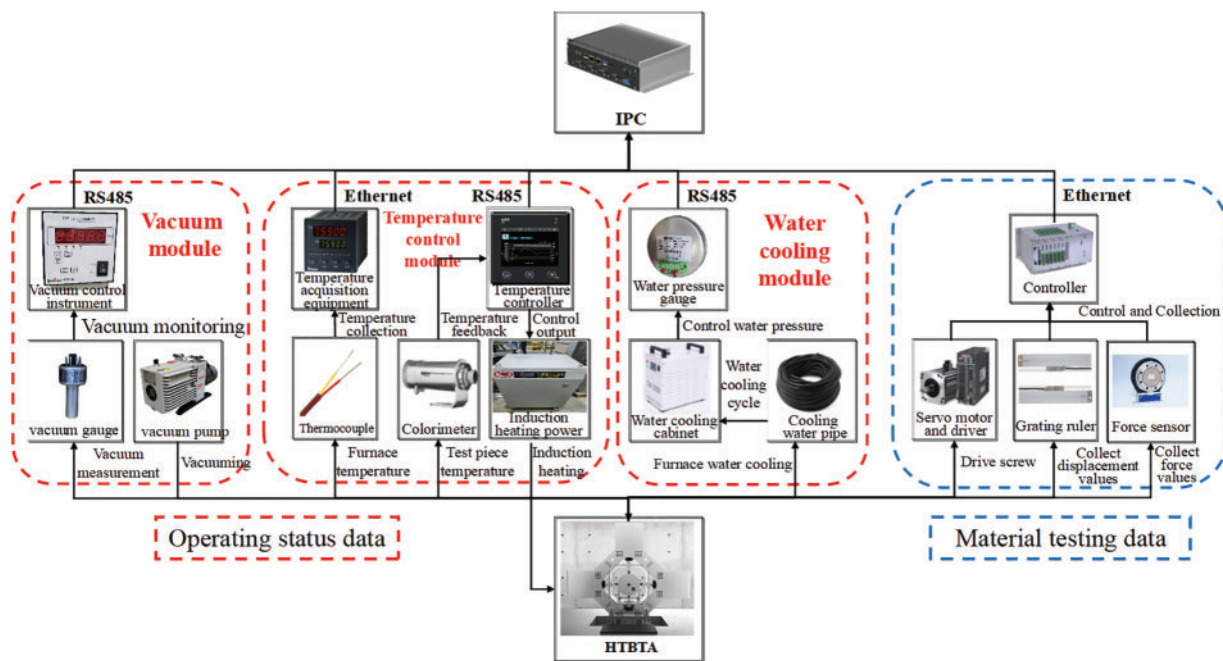 IPC
RS485
Ethernet
RS485
RS485
Ethernet
Vacuum
module
Temperature
control
module
Water
cooling
module
Vacuum control
instrument
Temperature
acquisition
equipment
Temperature
controller
Water pressure
gauge
Controller
Vacuum monitoring
Temperature
collection
Temperature
feedback
Control
output
Control water pressure
Control and Collection
Water
cooling
cycle
vacuum gauge
vacuum pump
Thermocouple
Colorimeter
Induction
heating power
Water cooling
cabinet
Cooling
water pipe
Servo motor
and driver
Grating ruler
Force sensor
Vacuum
measurement
Vacuuming
Furnace
temperature
Test piece
temperature
Induction
heating
Furnace water cooling
Drive screw
Collect
displacement
values
Collect
force
values
Operating status data
Material testing data
HTBTA